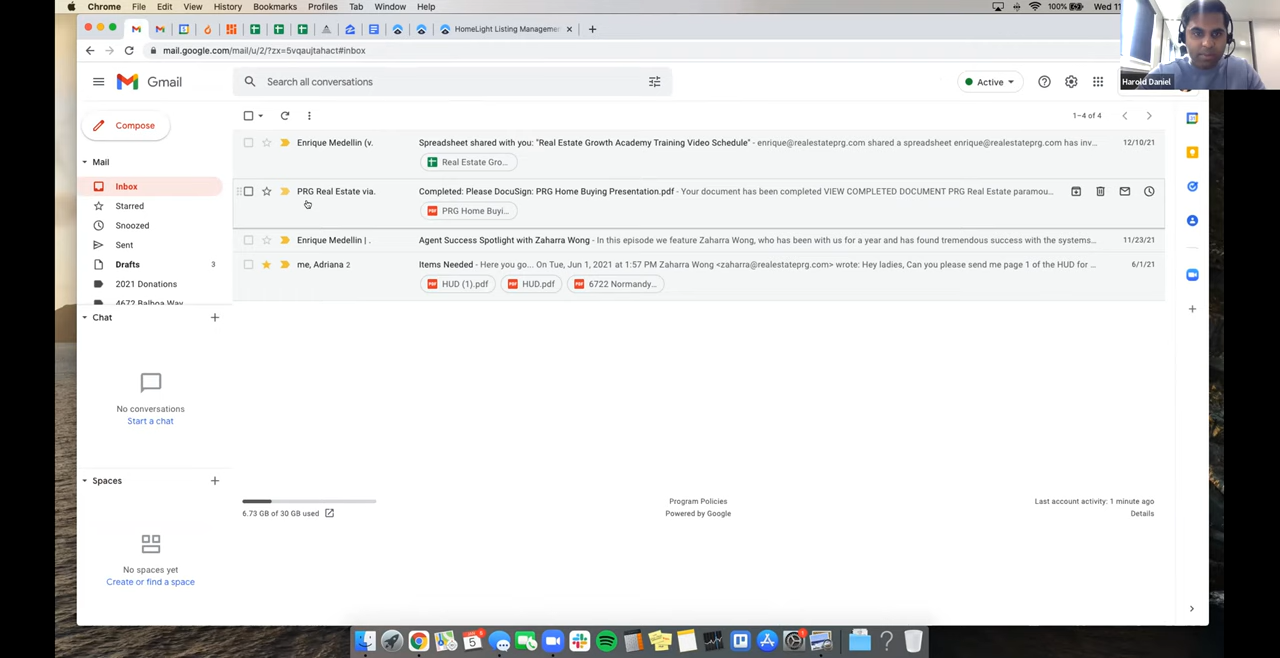 Chrome File Edit View History Bookmarks Profiles Tab Window Help 100% Wed 11
HomeLight Listing Managemen
mail.google.com/mail/u/2/?zx=5vqaujtahact#inbox
Harold Daniel
Gmail
Search all conversations
Active
Compose
1–4 of 4
Mail
Inbox
Starred
Snoozed
Sent
Drafts 3
2021 Donations
4672 Balboa Way
Enrique Medellin (v. Spreadsheet shared with you: "Real Estate Growth Academy Training Video Schedule" - enrique@realestateprg.com shared a spreadsheet enrique@realestateprg.com has inv... 12/10/21
Real Estate Gro...
PRG Real Estate via. Completed: Please DocuSign: PRG Home Buying Presentation.pdf - Your document has been completed VIEW COMPLETED DOCUMENT PRG Real Estate paramou...
PRG Home Buyi...
Enrique Medellin | . Agent Success Spotlight with Zaharra Wong - In this episode we feature Zaharra Wong, who has been with us for a year and has found tremendous success with the systems... 11/23/21
me, Adriana 2 Items Needed - Here you go... On Tue, Jun 1, 2021 at 1:57 PM Zaharra Wong <zaharra@realestateprg.com> wrote: Hey ladies, Can you please send me page 1 of the HUD for ... 6/1/21
HUD (1).pdf HUD.pdf 6722 Normandy...
Chat
No conversations
Start a chat
Spaces
No spaces yet
Create or find a space
6.73 GB of 30 GB used
Program Policies
Powered by Google
Last account activity: 1 minute ago
Details